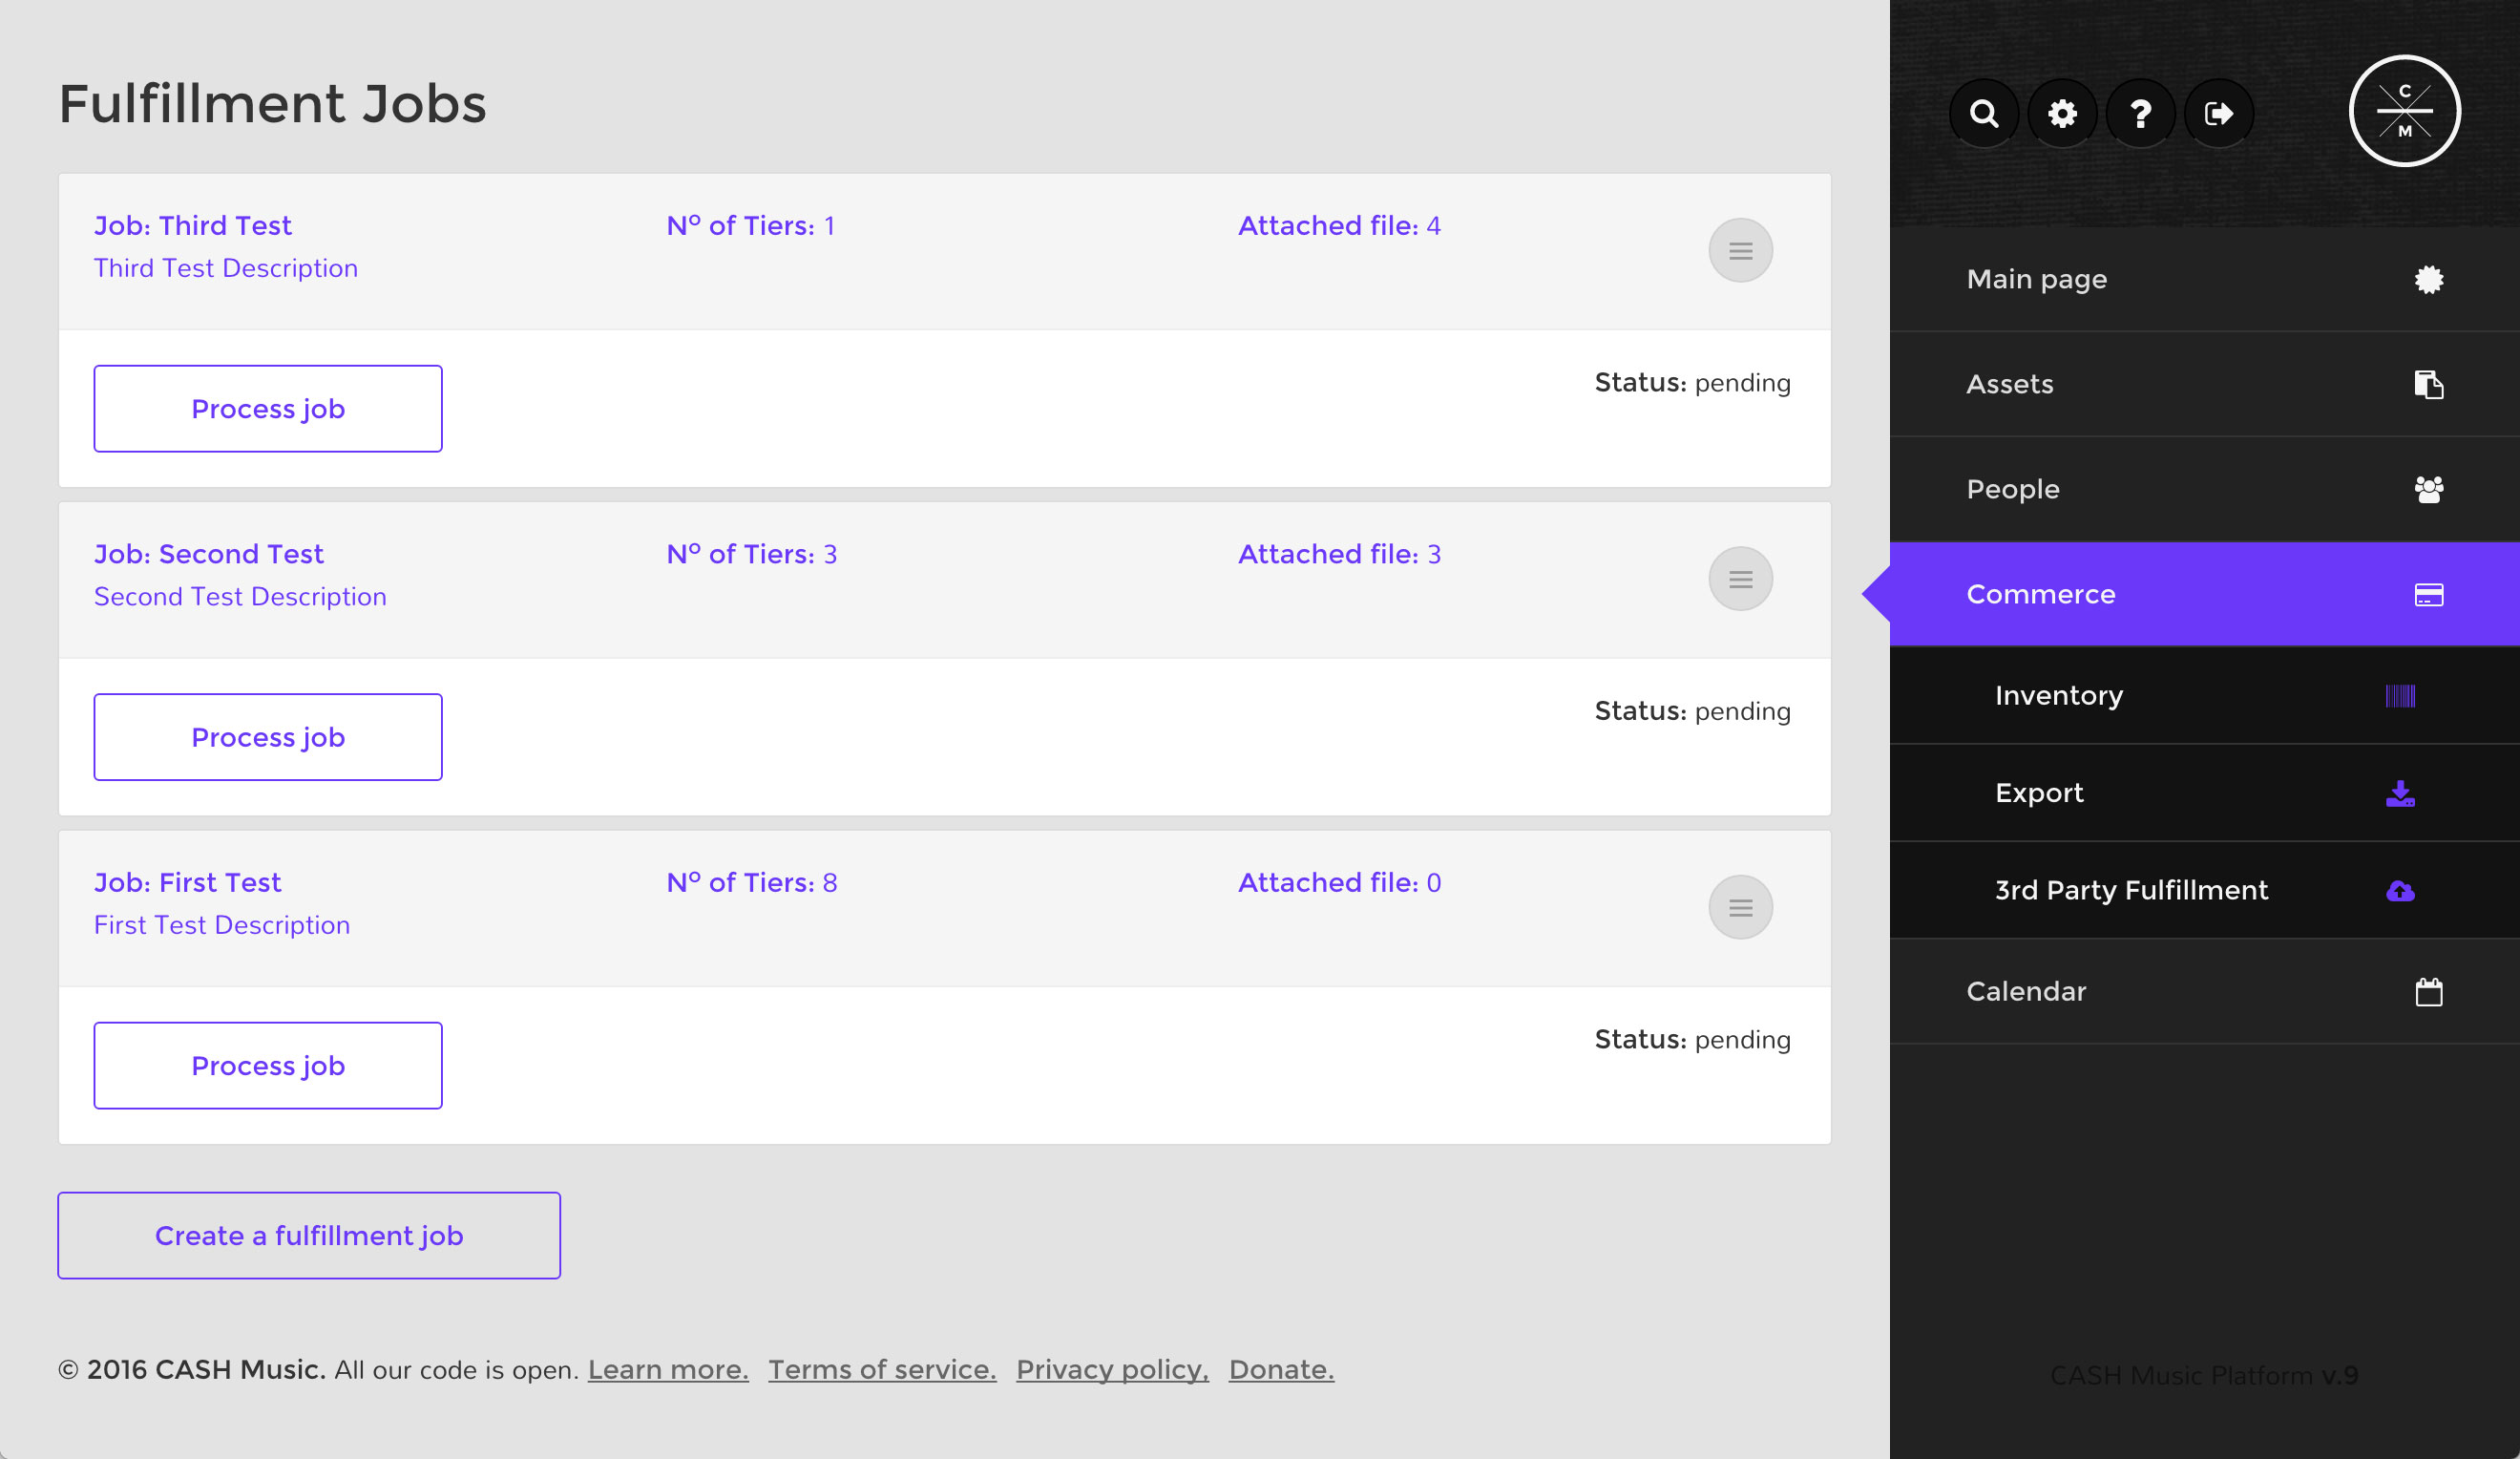 Fulfillment Jobs
Job: Third Test
Nº of Tiers: 1
Attached file: 4
Third Test Description
Process job
Status: pending
Job: Second Test
Nº of Tiers: 3
Attached file: 3
Second Test Description
Process job
Status: pending
Job: First Test
Nº of Tiers: 8
Attached file: 0
First Test Description
Process job
Status: pending
Create a fulfillment job
© 2016 CASH Music. All our code is open. Learn more. Terms of service. Privacy policy, Donate.
C
M
Main page
Assets
People
Commerce
Inventory
Export
3rd Party Fulfillment
Calendar
CASH Music Platform v.9